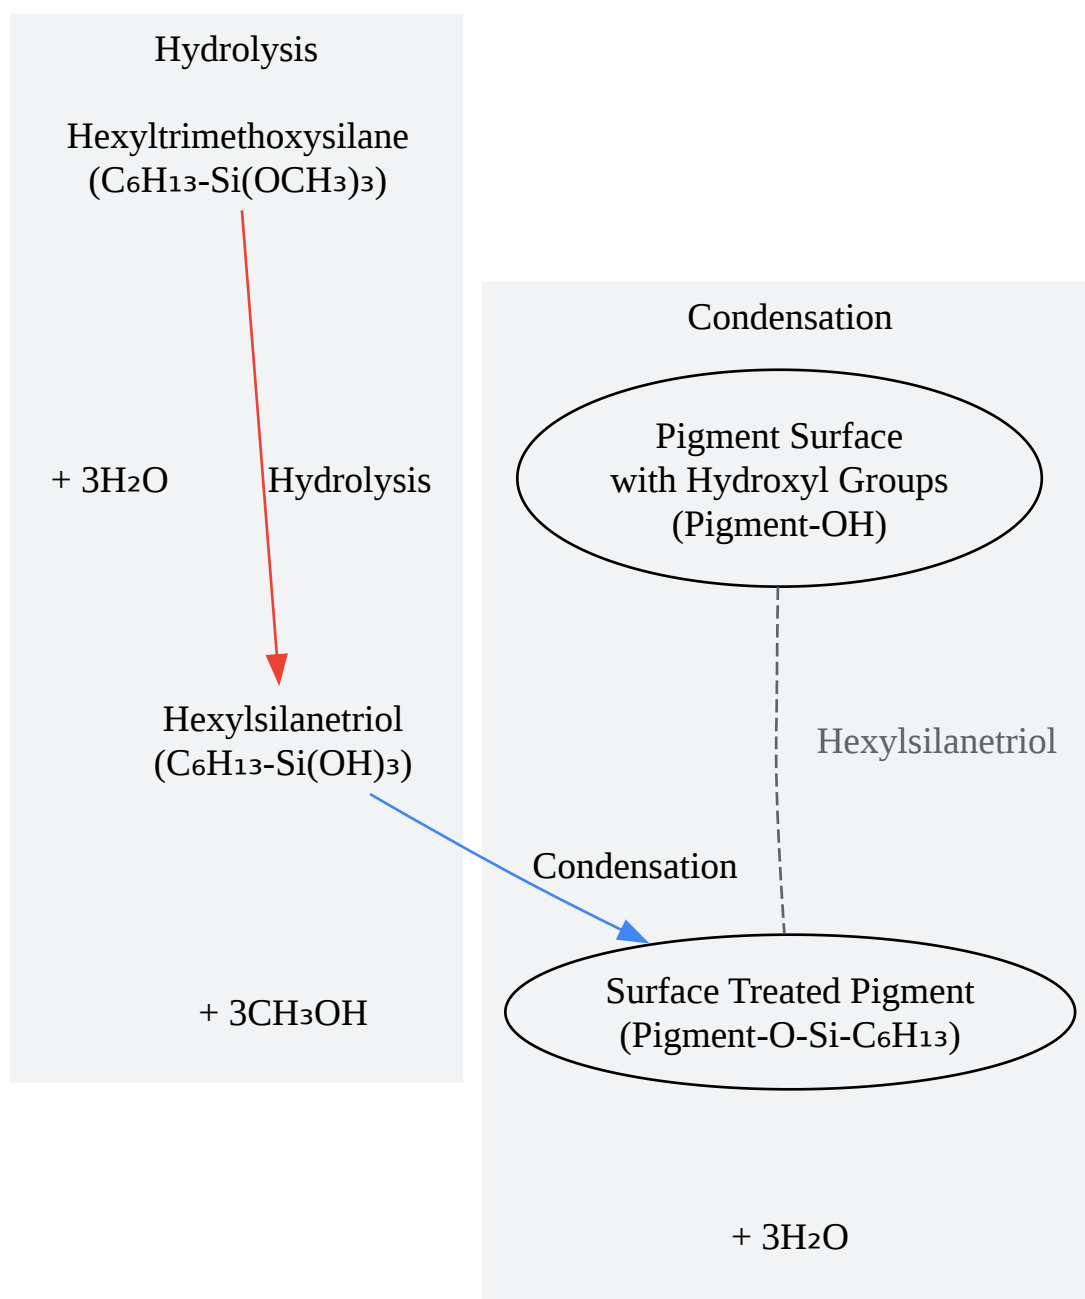 Hydrolysis
Hexyltrimethoxysilane
(C₆H₁₃-Si(OCH₃)₃)
+ 3H₂O
Hydrolysis
Hexylsilanetriol
(C₆H₁₃-Si(OH)₃)
+ 3CH₃OH
Condensation
Pigment Surface
with Hydroxyl Groups
(Pigment-OH)
Hexylsilanetriol
Condensation
Surface Treated Pigment
(Pigment-O-Si-C₆H₁₃)
+ 3H₂O